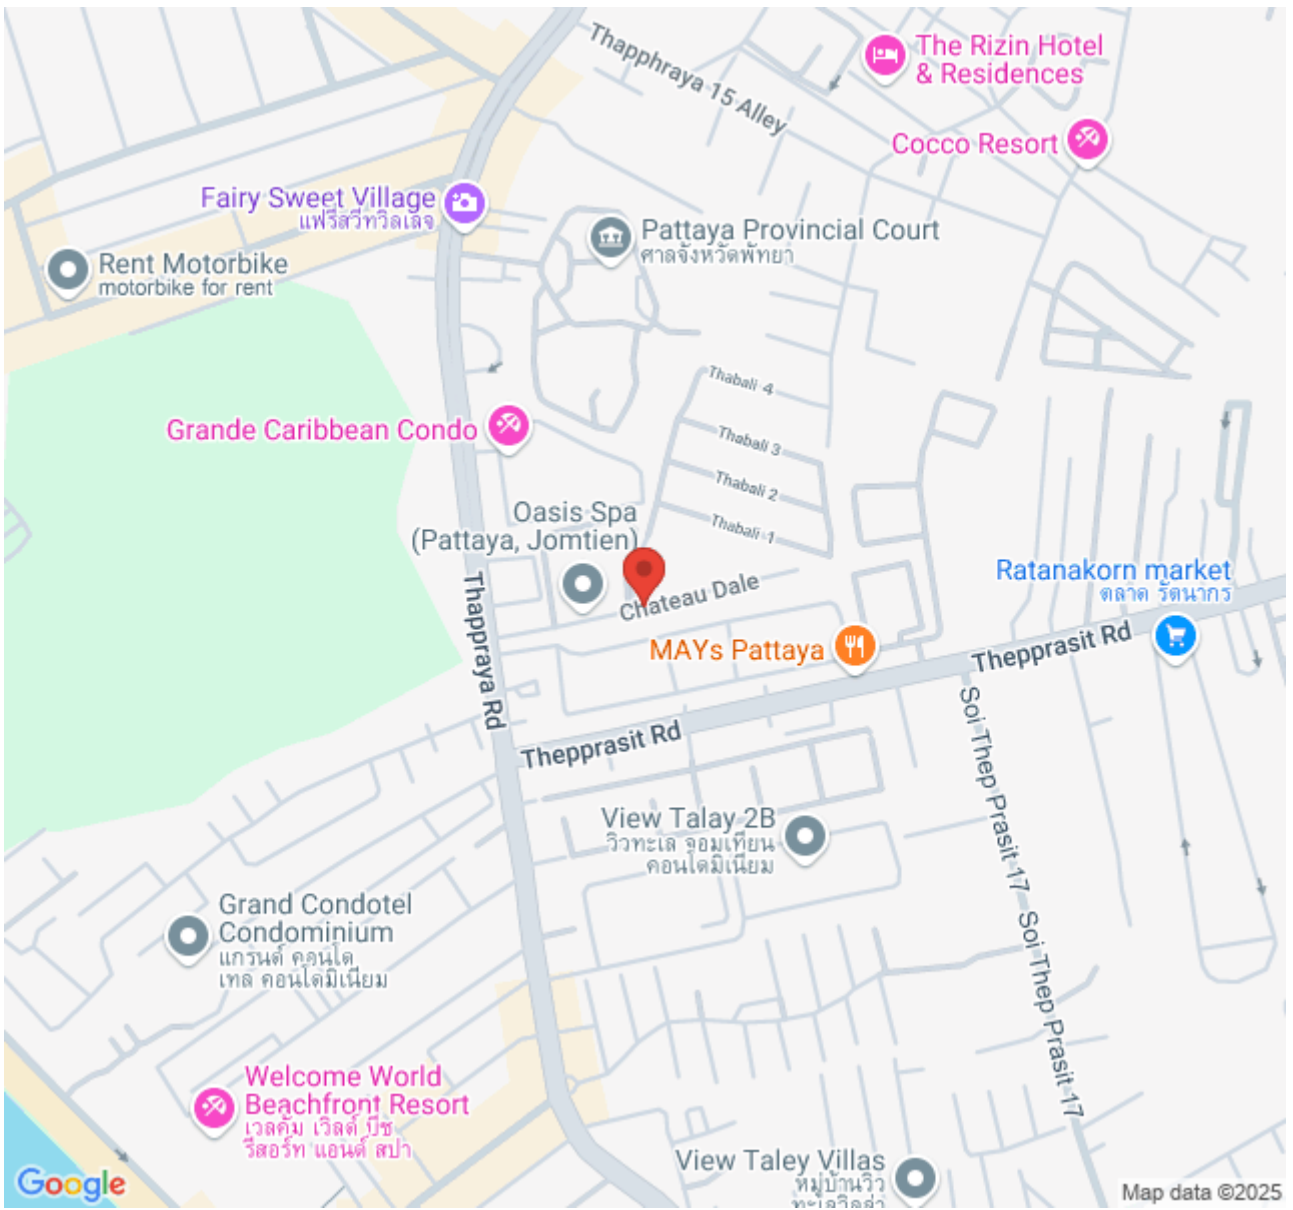 Thapphraya 15 Alley
The Rizin Hotel
& Residences
Cocco Resort
Fairy Sweet Village
แฟรีสวีทวิลเลจ
Pattaya Provincial Court
ศาลจังหวัดพัทยา
Rent Motorbike
motorbike for rent
Thabali 4
Grande Caribbean Condo
Thabali 3
Thabali 2
Thabali 1
Oasis Spa
(Pattaya, Jomtien)
Chateau Dale
Ratanakorn market
ตลาด รัตนากร
Thappraya Rd
MAYs Pattaya
Thepprasit Rd
Thepprasit Rd
Soi Thep Prasit 17
View Talay 2B
วิวทะเล จอมเทียน
คอนโดมิเนียม
Grand Condotel
Condominium
แกรนด์ คอนโด
เทล คอนโดมิเนียม
Soi Thep Prasit 17
Welcome World
Beachfront Resort
เวลคัม เวิลด์ บีช
รีสอร์ท แอนด์ สปา
View Taley Villas
หมู่บ้านวิว
ทะเลวิลล่า
Google
Map data ©2025